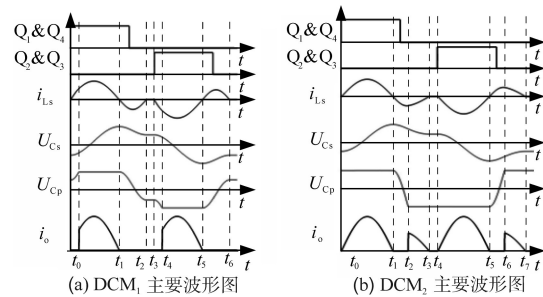 Q₁&Q₄
t
Q₂&Q₃
t
iLs
t
UCs
t
UCp
t
iₒ
t
t₀ t₁ t₂ t₃ t₄ t₅ t₆
(a) DCM₁ 主要波形图
Q₁&Q₄
t
Q₂&Q₃
t
iLs
t
UCs
t
UCp
t
iₒ
t
t₀ t₁ t₂ t₃ t₄ t₅ t₆ t₇
(b) DCM₂ 主要波形图